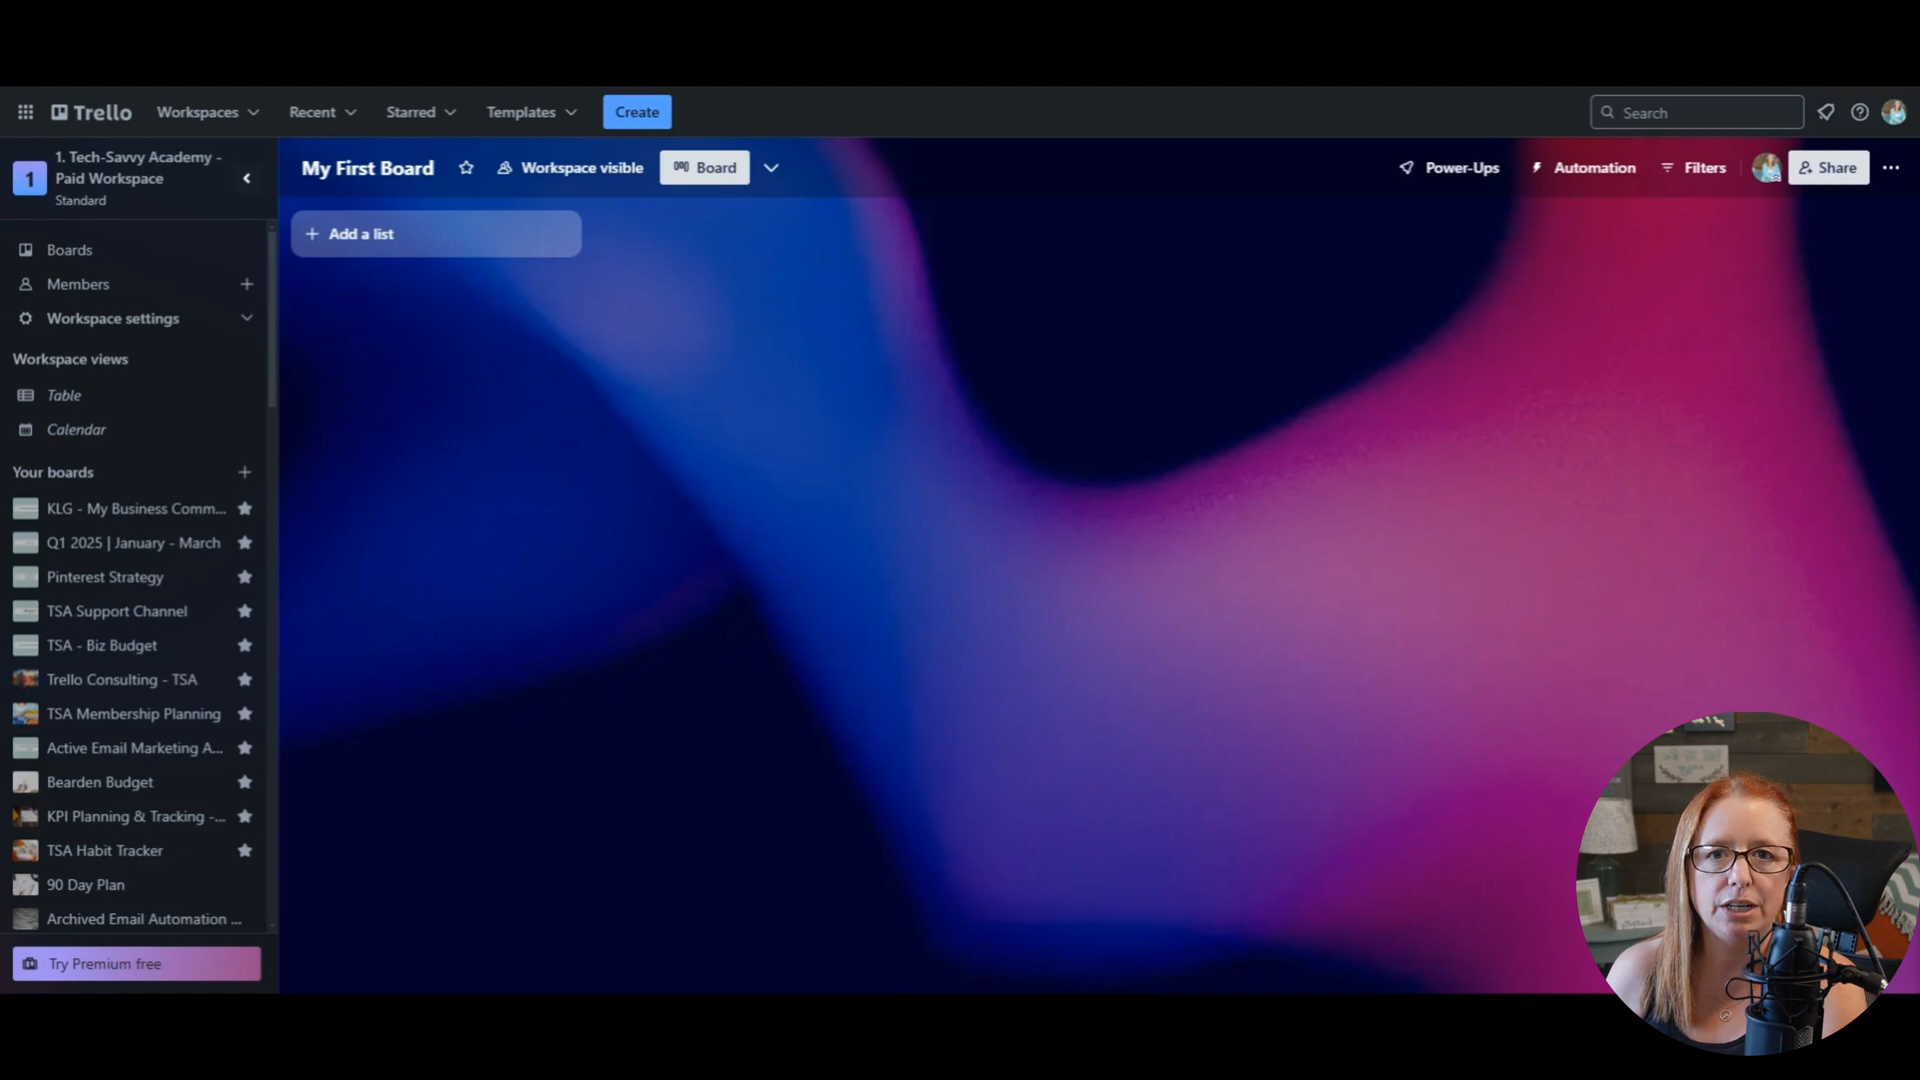 Trello
Workspaces
Recent
Starred
Templates
Create
Search
1
1. Tech-Savvy Academy -
Paid Workspace
Standard
My First Board
Workspace visible
Board
Power-Ups
Automation
Filters
Share
Add a list
Boards
Members
Workspace settings
Workspace views
Table
Calendar
Your boards
KLG - My Business Comm...
Q1 2025 | January - March
Pinterest Strategy
TSA Support Channel
TSA - Biz Budget
Trello Consulting - TSA
TSA Membership Planning
Active Email Marketing A...
Bearden Budget
KPI Planning & Tracking -...
TSA Habit Tracker
90 Day Plan
Archived Email Automation ...
Try Premium free